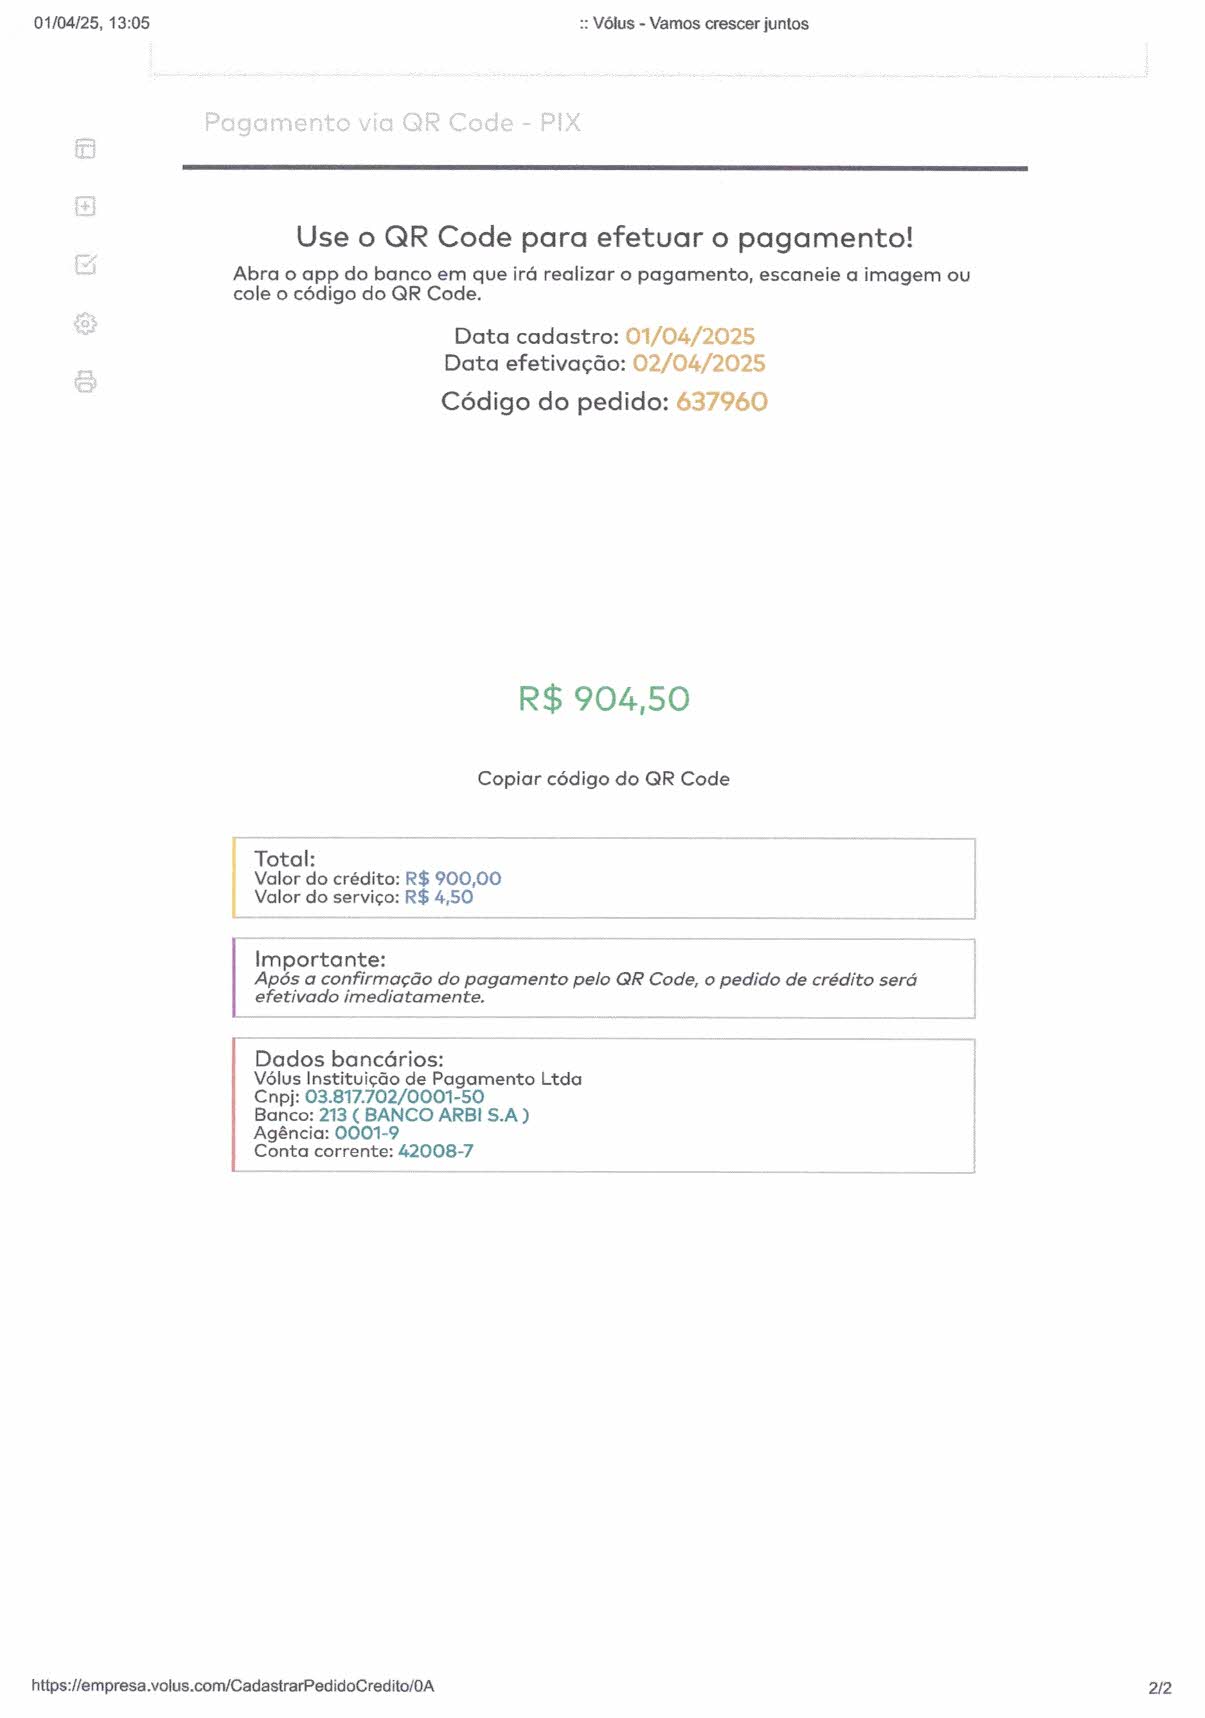 01/04/25, 13:05
:: Vólus - Vamos crescer juntos
Pagamento via QR Code - PIX
Use o QR Code para efetuar o pagamento!
Abra o app do banco em que irá realizar o pagamento, escaneie a imagem ou
cole o código do QR Code.
Data cadastro: 01/04/2025
Data efetivação: 02/04/2025
Código do pedido: 637960
R$ 904,50
Copiar código do QR Code
Total:
Valor do crédito: R$ 900,00
Valor do serviço: R$ 4,50
Importante:
Após a confirmação do pagamento pelo QR Code, o pedido de crédito será
efetivado imediatamente.
Dados bancários:
Vólus Instituição de Pagamento Ltda
Cnpj: 03.817.702/0001-50
Banco: 213 ( BANCO ARBI S.A )
Agência: 0001-9
Conta corrente: 42008-7
https://empresa.volus.com/CadastrarPedidoCredito/0A
2/2